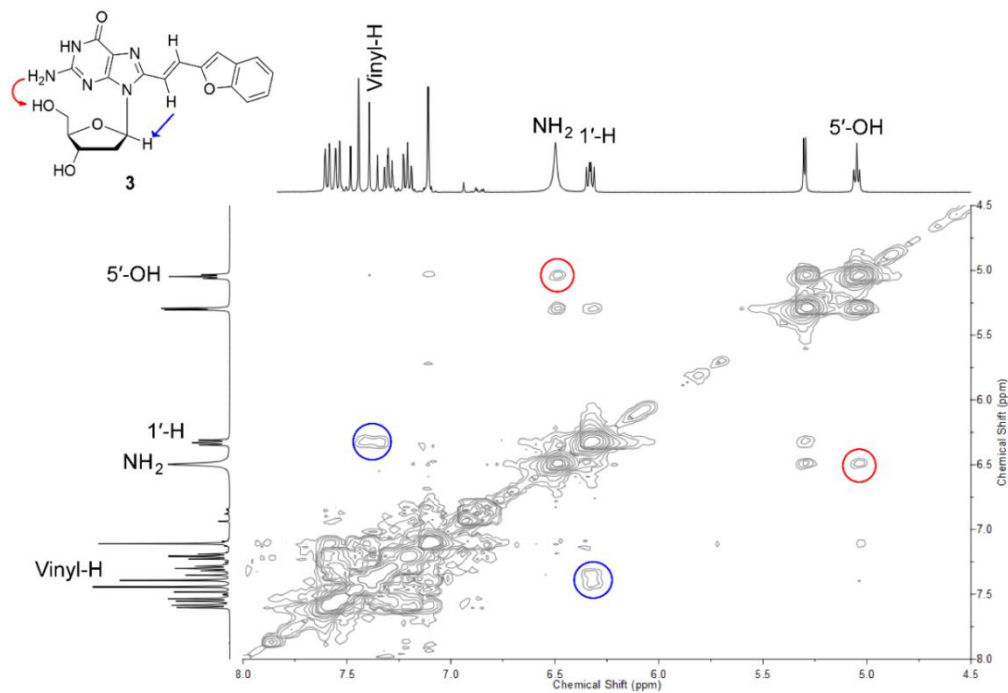 O
H
HN
N
H₂N
N
N
O
H
HO
O
H
HO
3
Vinyl-H
NH₂
1′-H
5′-OH
5′-OH
1′-H
NH₂
Vinyl-H
4.5
5.0
5.5
6.0
6.5
7.0
7.5
8.0
Chemical Shift (ppm)
8.0 7.5 7.0 6.5 6.0 5.5 5.0 4.5
Chemical Shift (ppm)